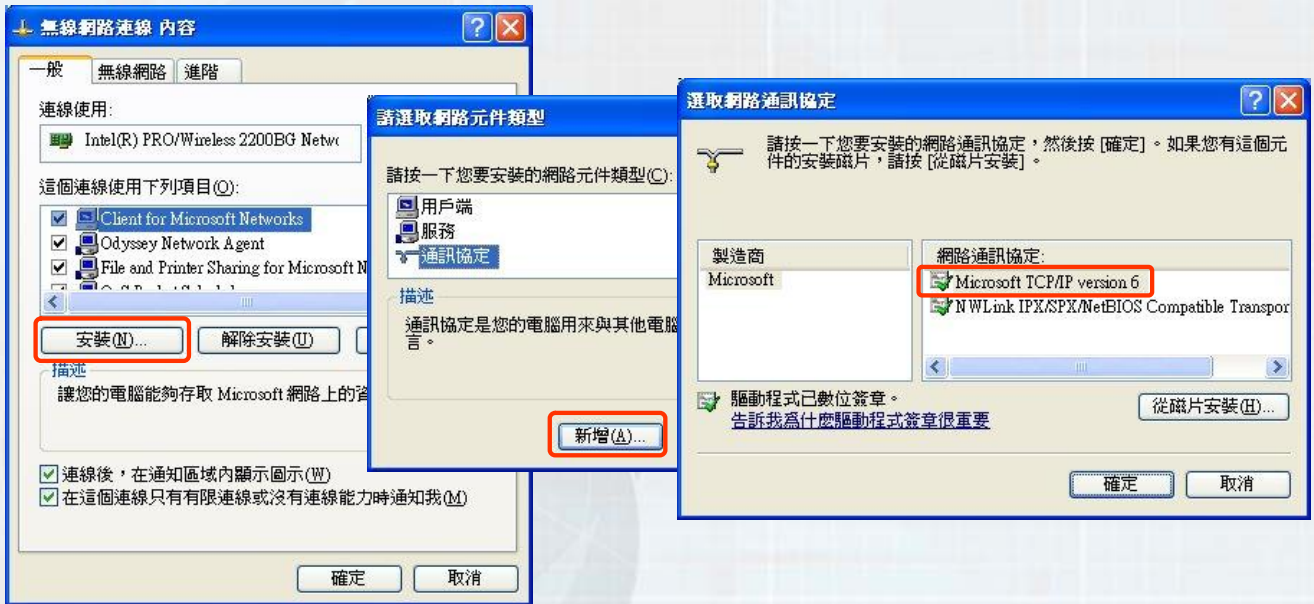 無線網路連線 內容
一般
無線網路
進階
連線使用:
Intel(R) PRO/Wireless 2200BG Netw
這個連線使用下列項目(O):
Client for Microsoft Networks
Odyssey Network Agent
File and Printer Sharing for Microsoft N
安裝(N)...
解除安裝(U)
描述
讓您的電腦能夠存取 Microsoft 網路上的資
連線後，在通知區域內顯示圖示(W)
在這個連線只有有限連線或沒有連線能力時通知我(M)
確定
取消
請選取網路元件類型
請按一下您要安裝的網路元件類型(C):
用戶端
服務
通訊協定
描述
通訊協定是您的電腦用來與其他電腦
言。
新增(A)...
選取網路通訊協定
請按一下您要安裝的網路通訊協定，然後按 [確定]。如果您有這個元
件的安裝磁片，請按 [從磁片安裝]。
製造商
Microsoft
網路通訊協定:
Microsoft TCP/IP version 6
NWLink IPX/SPX/NetBIOS Compatible Transpor
驅動程式已數位簽章。
告訴我為什麼驅動程式簽章很重要
從磁片安裝(H)...
確定
取消